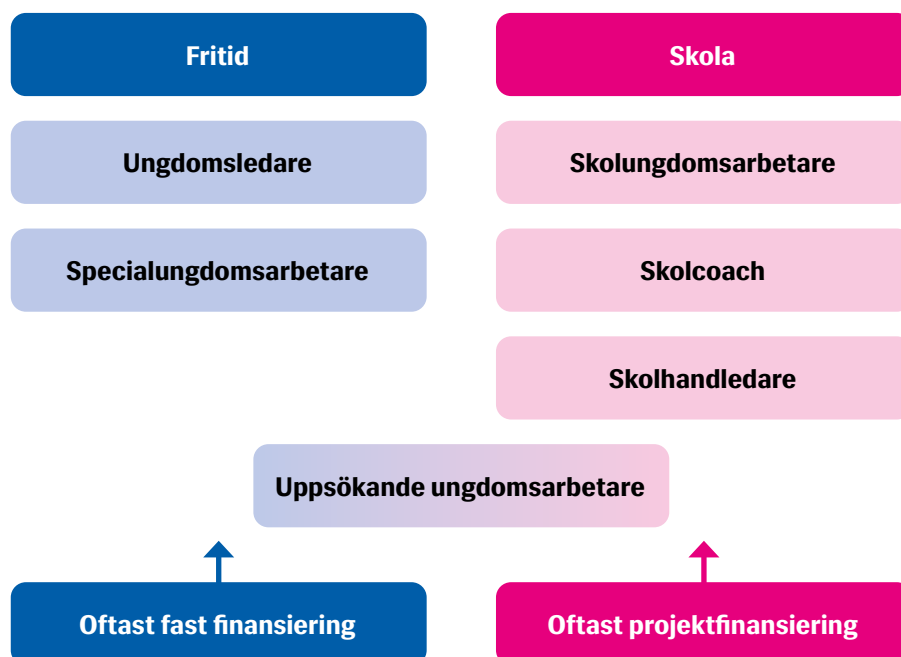 Fritid
Skola
Ungdomsledare
Skolungdomsarbetare
Specialungdomsarbetare
Skolcoach
Skolhandledare
Uppsökande ungdomsarbetare
Oftast fast finansiering
Oftast projektfinansiering